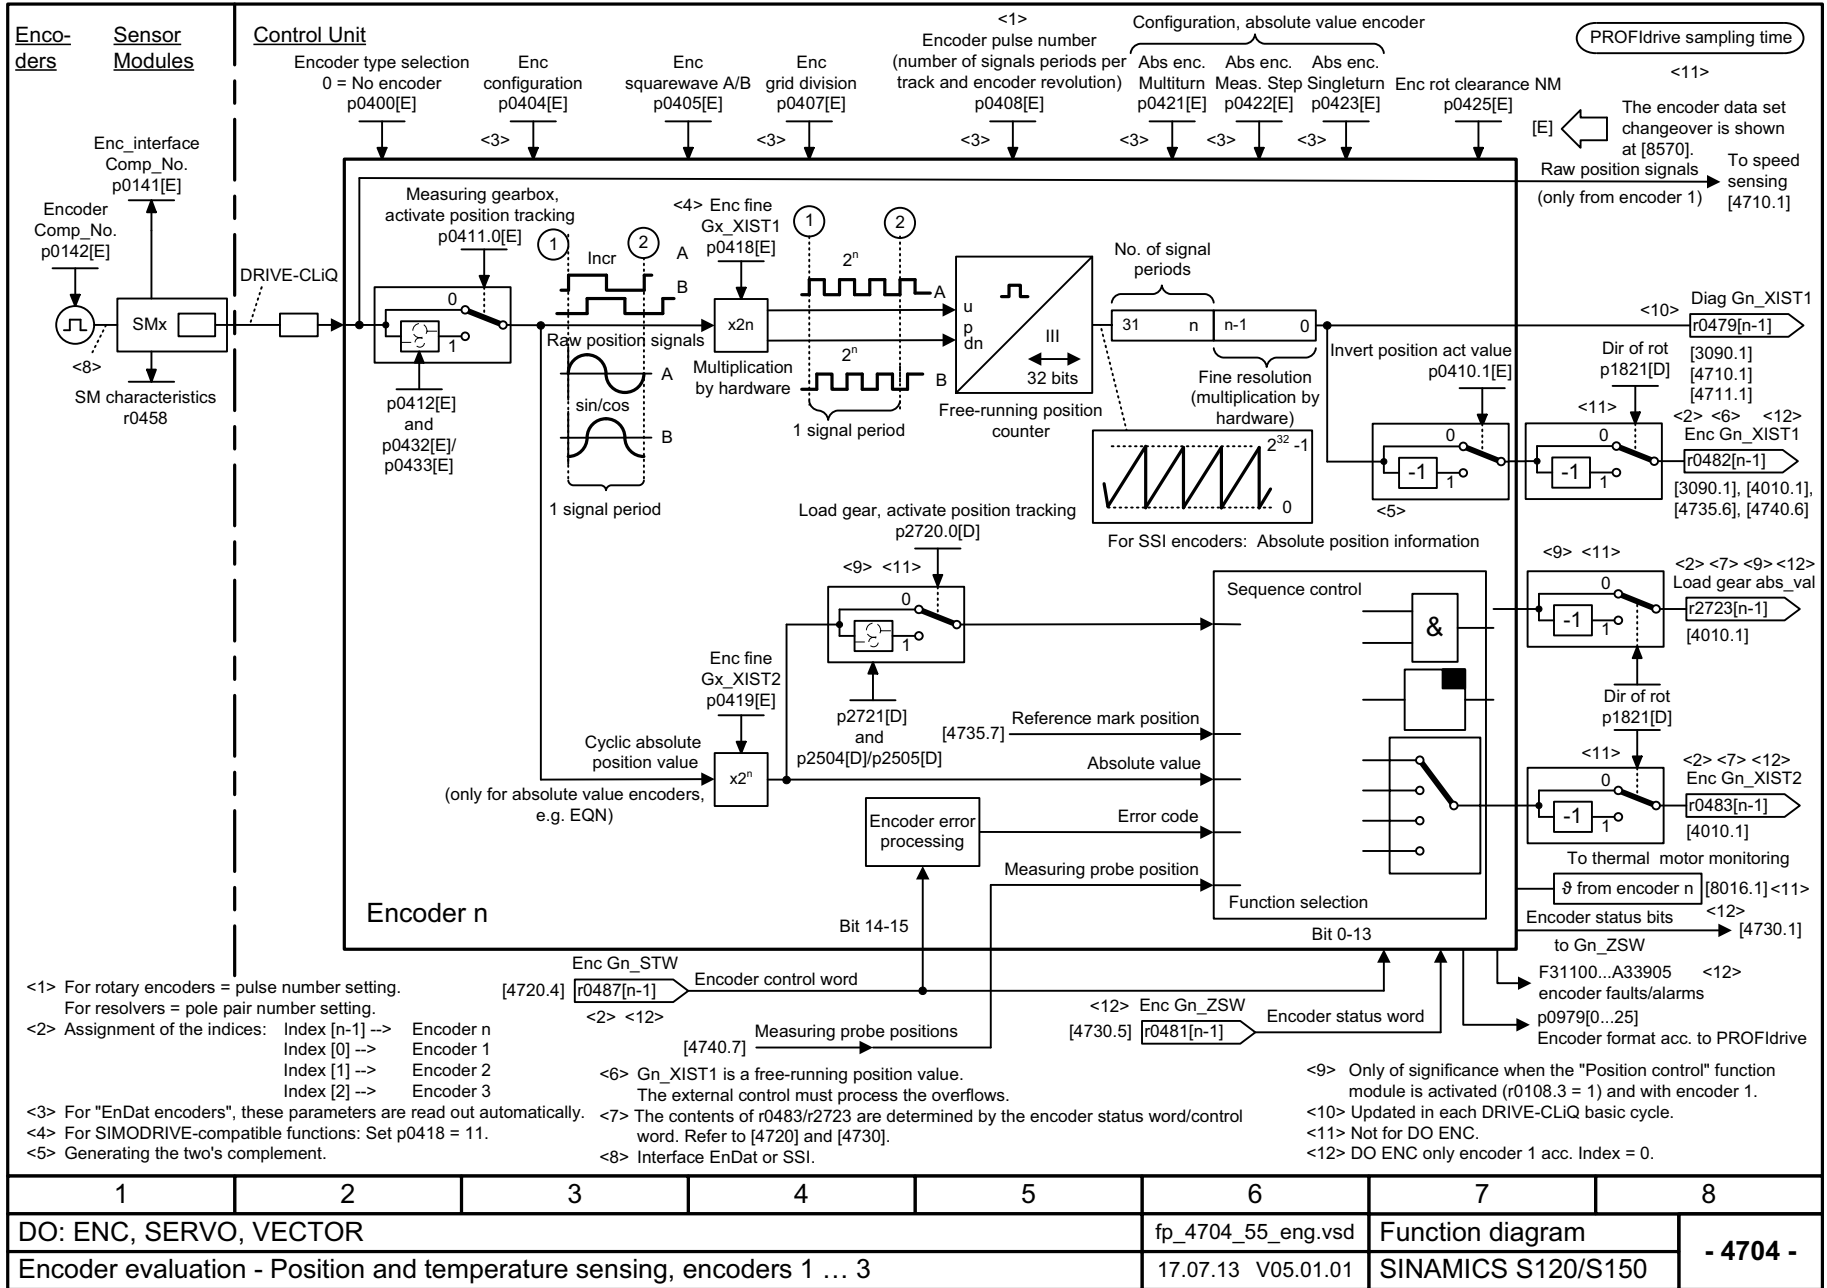 Enco-
ders
Sensor
Modules
Control Unit
Encoder type selection
0 = No encoder
p0400[E]
Enc
configuration
p0404[E]
<3>
Enc
squarewave A/B
p0405[E]
Enc
grid division
p0407[E]
<3>
<1>
Encoder pulse number
(number of signals periods per
track and encoder revolution)
p0408[E]
<3>
Configuration, absolute value encoder
Abs enc.
Multiturn
p0421[E]
<3>
Abs enc.
Meas. Step
p0422[E]
<3>
Abs enc.
Singleturn
p0423[E]
<3>
Enc rot clearance NM
p0425[E]
PROFIdrive sampling time
<11>
[E]
The encoder data set
changeover is shown
at [8570].
Raw position signals
(only from encoder 1)
To speed
sensing
[4710.1]
Enc_interface
Comp_No.
p0141[E]
Encoder
Comp_No.
p0142[E]
DRIVE-CLiQ
SMx
<8>
SM characteristics
r0458
Measuring gearbox,
activate position tracking
p0411.0[E]
0
1
p0412[E]
and
p0432[E]/
p0433[E]
1
2
Incr
A
B
Raw position signals
A
sin/cos
B
1 signal period
<4> Enc fine
Gx_XIST1
p0418[E]
x2n
Multiplication
by hardware
1
2
2n
A
2n
B
1 signal period
u
p
dn
III
32 bits
Free-running position
counter
No. of signal
periods
31
n
n-1
0
Fine resolution
(multiplication by
hardware)
2^32 -1
0
For SSI encoders: Absolute position information
<10>
Diag Gn_XIST1
r0479[n-1]
[3090.1]
[4710.1]
[4711.1]
Invert position act value
p0410.1[E]
0
-1
1
<5>
Dir of rot
p1821[D]
<11>
0
-1
1
<2> <6> <12>
Enc Gn_XIST1
r0482[n-1]
[3090.1], [4010.1],
[4735.6], [4740.6]
Load gear, activate position tracking
p2720.0[D]
<9> <11>
0
1
p2721[D]
and
p2504[D]/p2505[D]
Enc fine
Gx_XIST2
p0419[E]
Cyclic absolute
position value
x2n
(only for absolute value encoders,
e.g. EQN)
[4735.7]
Reference mark position
Absolute value
Encoder error
processing
Error code
Measuring probe position
Sequence control
&
Function selection
<9> <11>
0
-1
1
<2> <7> <9> <12>
Load gear abs_val
r2723[n-1]
[4010.1]
Dir of rot
p1821[D]
<11>
0
-1
1
<2> <7> <12>
Enc Gn_XIST2
r0483[n-1]
[4010.1]
To thermal motor monitoring
ϑ from encoder n
[8016.1] <11>
Encoder status bits
<12>
[4730.1]
to Gn_ZSW
F31100...A33905 <12>
encoder faults/alarms
p0979[0...25]
Encoder format acc. to PROFIdrive
Encoder n
Bit 14-15
Bit 0-13
Enc Gn_STW
[4720.4]
r0487[n-1]
Encoder control word
<2> <12>
[4740.7]
Measuring probe positions
<12> Enc Gn_ZSW
[4730.5]
r0481[n-1]
Encoder status word
<1> For rotary encoders = pulse number setting.
For resolvers = pole pair number setting.
<2> Assignment of the indices: Index [n-1] --> Encoder n
Index [0] --> Encoder 1
Index [1] --> Encoder 2
Index [2] --> Encoder 3
<3> For "EnDat encoders", these parameters are read out automatically.
<4> For SIMODRIVE-compatible functions: Set p0418 = 11.
<5> Generating the two's complement.
<6> Gn_XIST1 is a free-running position value.
The external control must process the overflows.
<7> The contents of r0483/r2723 are determined by the encoder status word/control
word. Refer to [4720] and [4730].
<8> Interface EnDat or SSI.
<9> Only of significance when the "Position control" function
module is activated (r0108.3 = 1) and with encoder 1.
<10> Updated in each DRIVE-CLiQ basic cycle.
<11> Not for DO ENC.
<12> DO ENC only encoder 1 acc. Index = 0.
1 2 3 4 5 6 7 8
DO: ENC, SERVO, VECTOR
fp_4704_55_eng.vsd
Function diagram
- 4704 -
Encoder evaluation - Position and temperature sensing, encoders 1 … 3
17.07.13 V05.01.01
SINAMICS S120/S150